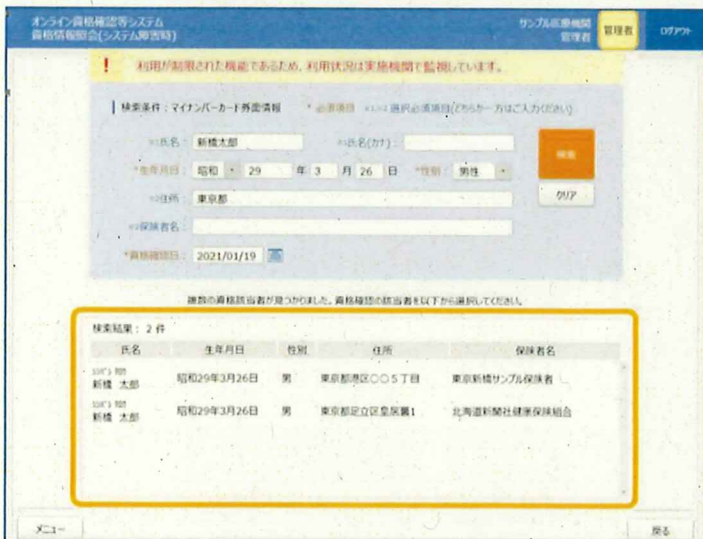 オンライン資格確認等システム
資格情報照会(システム障害時)
サンプル医療機関
管理者
管理者
ログアウト
! 利用が制限された機能であるため、利用状況は実施機関で監視しています。
検索条件:マイナンバーカード券面情報 * 必須項目 ※1※2 選択必須項目(どちらか一方はご入力ください)
※1氏名: 新橋太郎 ※1氏名(カナ):
検索
*生年月日: 昭和 29 年 3 月 26 日 *性別: 男性
クリア
※2住所: 東京都
※2保険者名:
*資格確認日: 2021/01/19
複数の資格該当者が見つかりました。資格確認の該当者を以下から選択してください。
検索結果: 2 件
氏名 生年月日 性別 住所 保険者名
新橋 太郎 昭和29年3月26日 男 東京都港区〇〇5丁目 東京新橋サンプル保険者
新橋 太郎 昭和29年3月26日 男 東京都足立区皇居裏1 北海道新聞社健康保険組合
メニュー
戻る